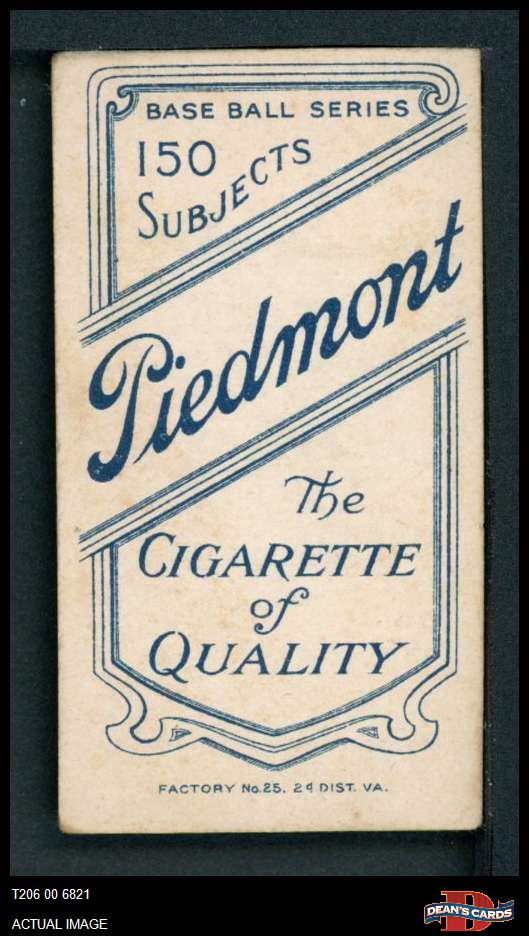 BASE BALL SERIES
150
SUBJECTS
Piedmont
The
CIGARETTE
of
QUALITY
FACTORY No.25. 2d DIST. VA.
T206 00 6821
ACTUAL IMAGE
D
DEAN'S CARDS